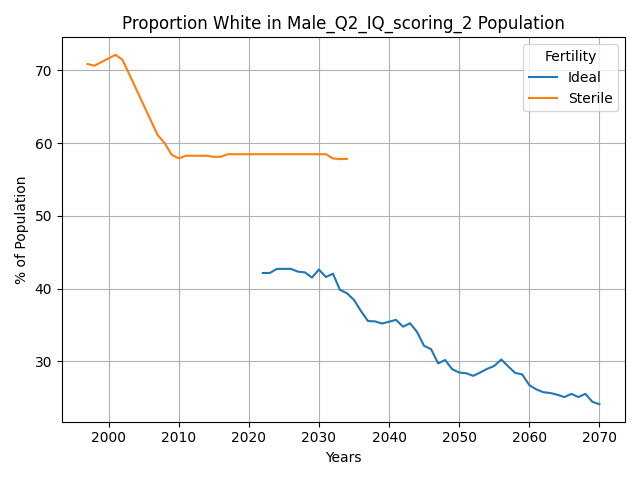 Proportion White in Male_Q2_IQ_scoring_2 Population
Fertility
Ideal
Sterile
% of Population
70
60
50
40
30
2000 2010 2020 2030 2040 2050 2060 2070
Years